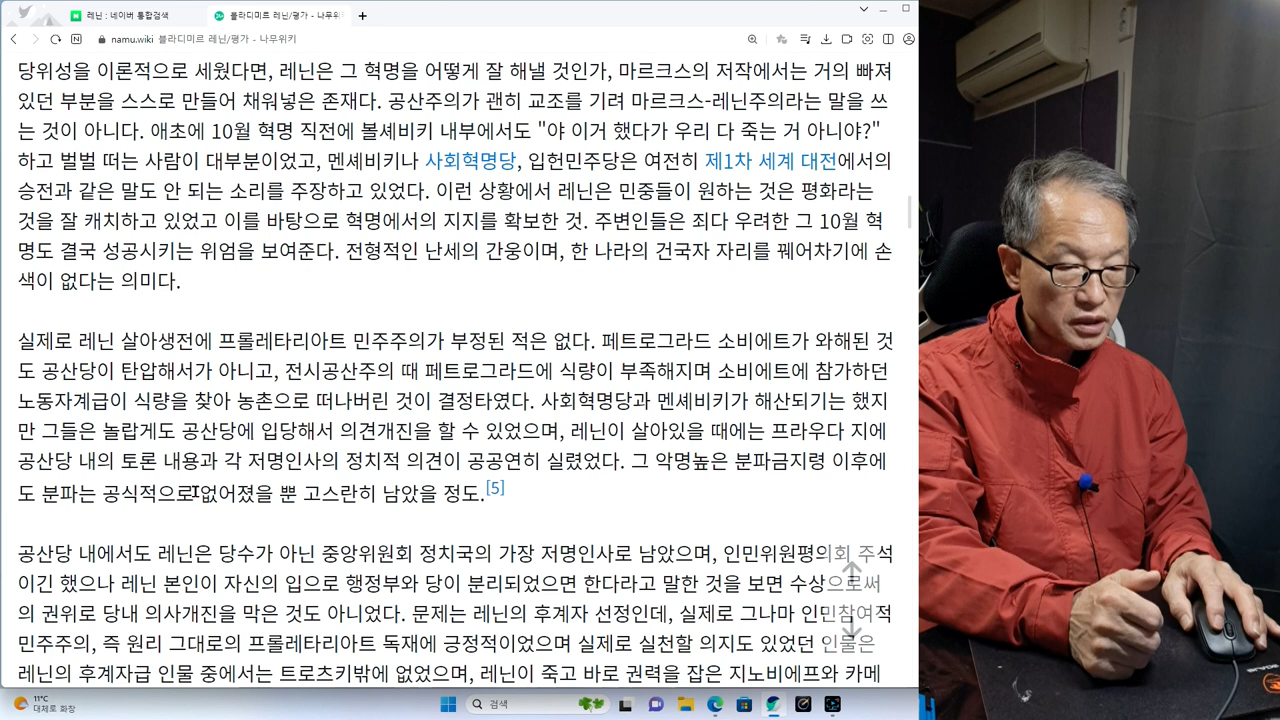 레닌 : 네이버 통합검색
블라디미르 레닌/평가 - 나무위키
namu.wiki 블라디미르 레닌/평가 - 나무위키
당위성을 이론적으로 세웠다면, 레닌은 그 혁명을 어떻게 잘 해낼 것인가, 마르크스의 저작에서는 거의 빠져
있던 부분을 스스로 만들어 채워넣은 존재다. 공산주의가 괜히 교조를 기려 마르크스-레닌주의라는 말을 쓰
는 것이 아니다. 애초에 10월 혁명 직전에 볼셰비키 내부에서도 "야 이거 했다가 우리 다 죽는 거 아니야?"
하고 벌벌 떠는 사람이 대부분이었고, 멘셰비키나 사회혁명당, 입헌민주당은 여전히 제1차 세계 대전에서의
승전과 같은 말도 안 되는 소리를 주장하고 있었다. 이런 상황에서 레닌은 민중들이 원하는 것은 평화라는
것을 잘 캐치하고 있었고 이를 바탕으로 혁명에서의 지지를 확보한 것. 주변인들은 죄다 우려한 그 10월 혁
명도 결국 성공시키는 위엄을 보여준다. 전형적인 난세의 간웅이며, 한 나라의 건국자 자리를 꿰어차기에 손
색이 없다는 의미다.
실제로 레닌 살아생전에 프롤레타리아트 민주주의가 부정된 적은 없다. 페트로그라드 소비에트가 와해된 것
도 공산당이 탄압해서가 아니고, 전시공산주의 때 페트로그라드에 식량이 부족해지며 소비에트에 참가하던
노동자계급이 식량을 찾아 농촌으로 떠나버린 것이 결정타였다. 사회혁명당과 멘셰비키가 해산되기는 했지
만 그들은 놀랍게도 공산당에 입당해서 의견개진을 할 수 있었으며, 레닌이 살아있을 때에는 프라우다 지에
공산당 내의 토론 내용과 각 저명인사의 정치적 의견이 공공연히 실렸었다. 그 악명높은 분파금지령 이후에
도 분파는 공식적으로 없어졌을 뿐 고스란히 남았을 정도.[5]
공산당 내에서도 레닌은 당수가 아닌 중앙위원회 정치국의 가장 저명인사로 남았으며, 인민위원평의회 주석
이긴 했으나 레닌 본인이 자신의 입으로 행정부와 당이 분리되었으면 한다라고 말한 것을 보면 수상으로써
의 권위로 당내 의사개진을 막은 것도 아니었다. 문제는 레닌의 후계자 선정인데, 실제로 그나마 인민참여적
민주주의, 즉 원리 그대로의 프롤레타리아트 독재에 긍정적이었으며 실제로 실천할 의지도 있었던 인물은
레닌의 후계자급 인물 중에서는 트로츠키밖에 없었으며, 레닌이 죽고 바로 권력을 잡은 지노비에프와 카메
11°C
대체로 화창
검색